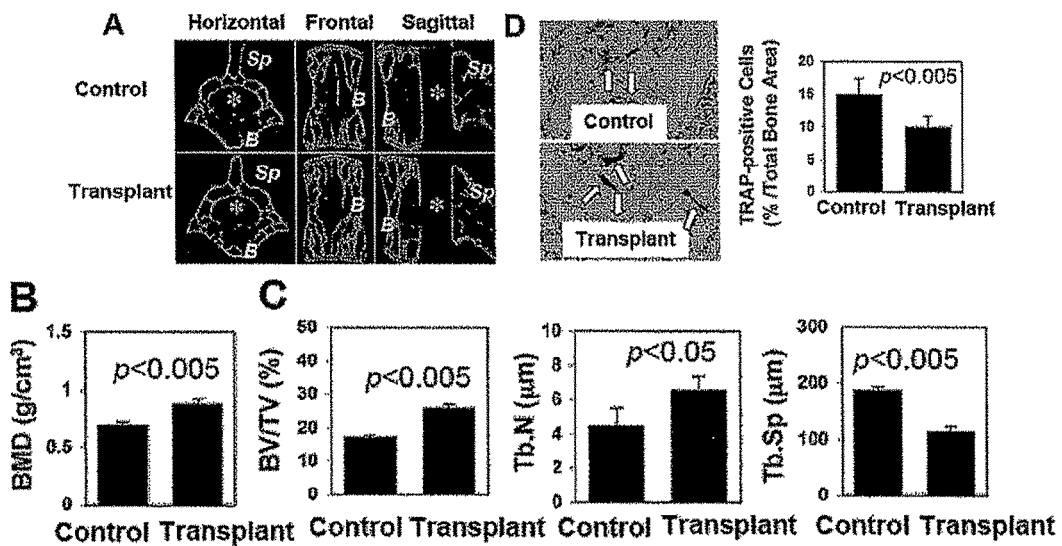 A
Horizontal Frontal Sagittal
Control
Sp
*
B
B
B
*
Sp
Transplant
Sp
*
B
B
B
*
Sp
D
Control
Transplant
TRAP-positive Cells
(% /Total Bone Area)
20
15
10
5
0
p<0.005
Control Transplant
B
BMD (g/cm³)
1.5
1
0.5
0
p<0.005
Control Transplant
C
BV/TV (%)
50
40
30
20
10
0
p<0.005
Control Transplant
Tb.N (μm)
10
8
6
4
2
0
p<0.05
Control Transplant
Tb.Sp (μm)
300
200
100
0
p<0.005
Control Transplant